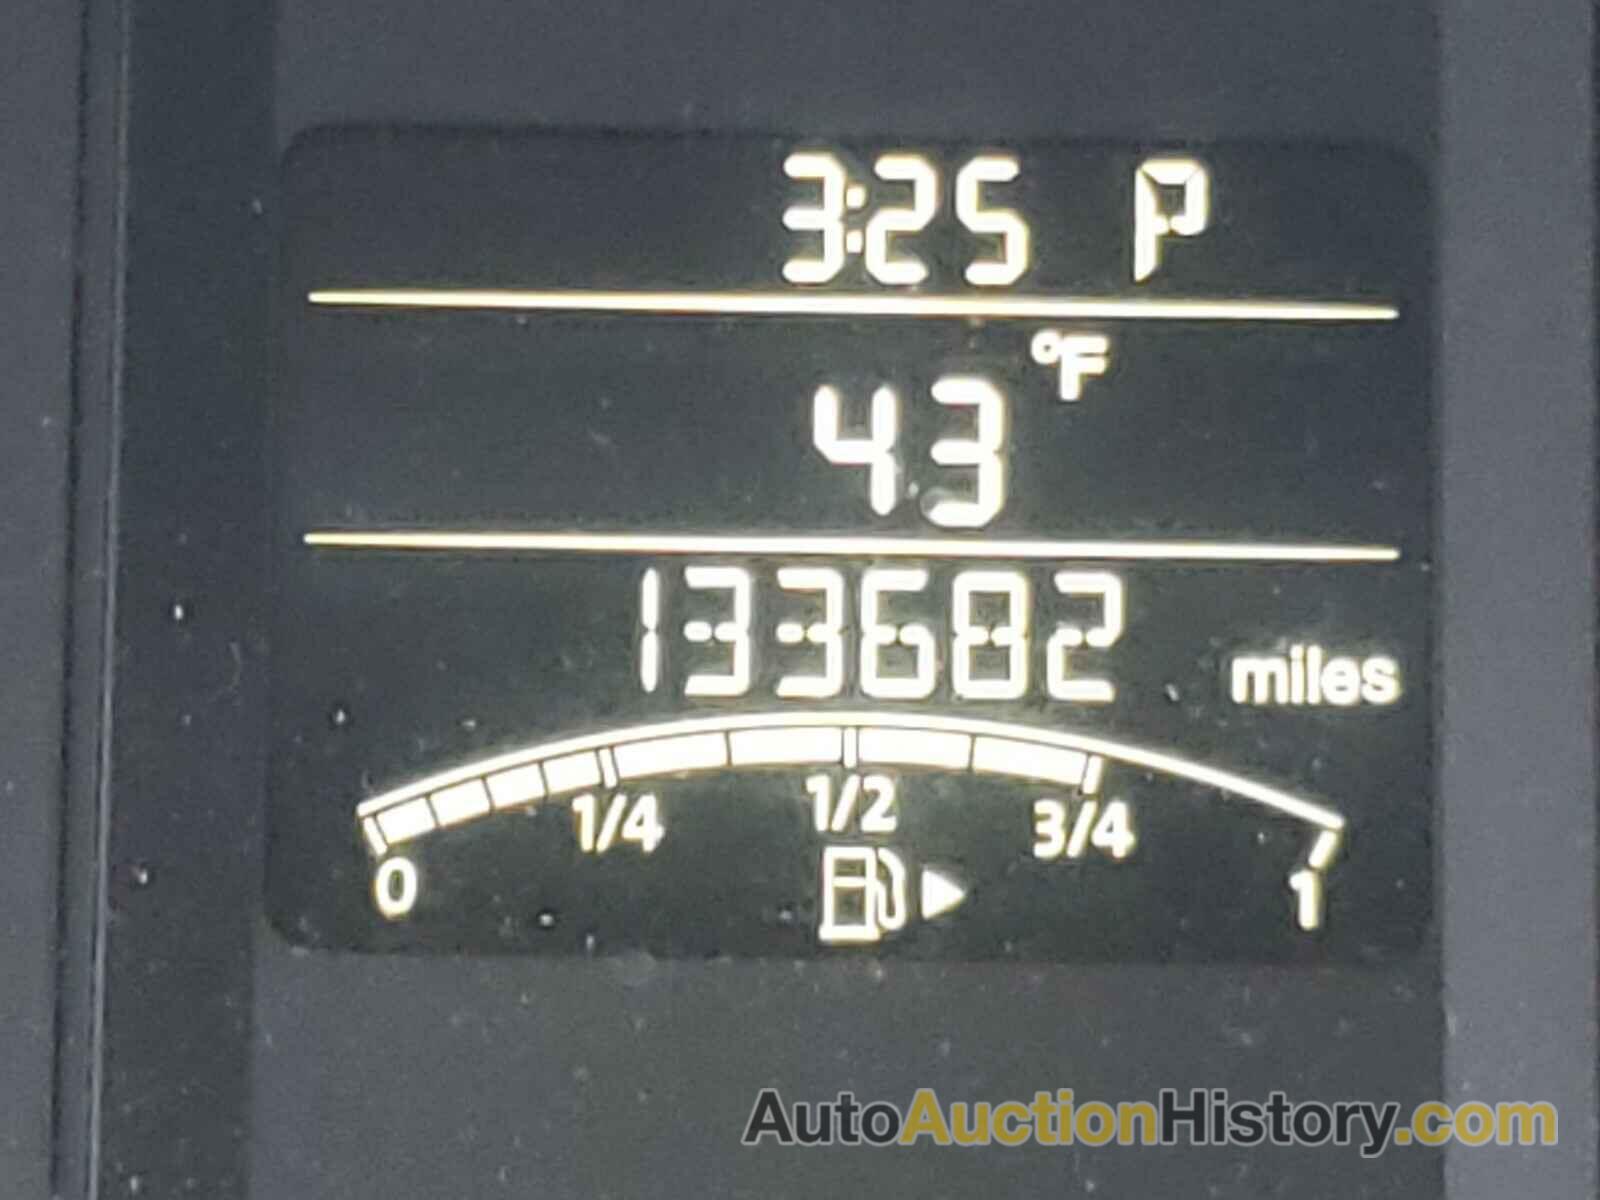 3:25 P
°F
43
133682 miles
1/4 1/2 3/4
0 1
AutoAuctionHistory.com